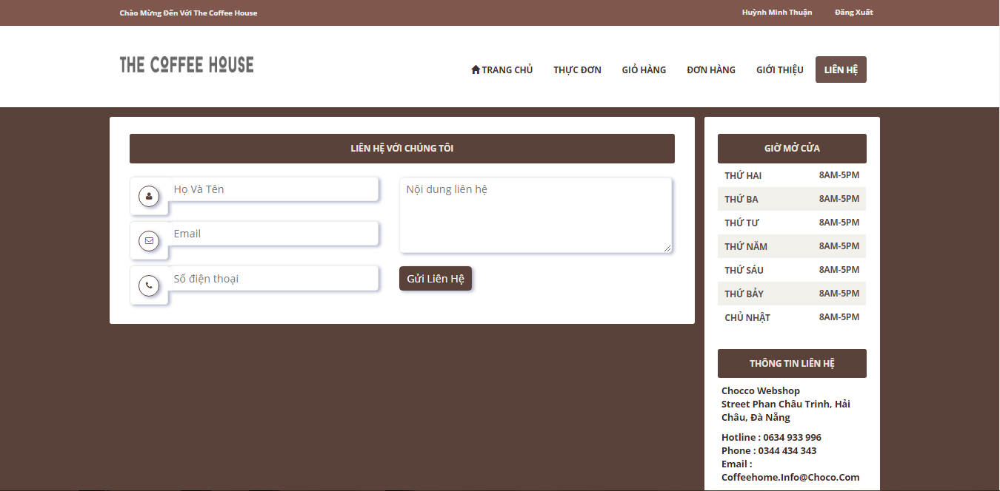 Chào Mừng Đến Với The Coffee House
Huỳnh Minh Thuận
Đăng Xuất
THE COFFEE HOUSE
TRANG CHỦ
THỰC ĐƠN
GIỎ HÀNG
ĐƠN HÀNG
GIỚI THIỆU
LIÊN HỆ
LIÊN HỆ VỚI CHÚNG TÔI
Họ Và Tên
Email
Số điện thoại
Nội dung liên hệ
Gửi Liên Hệ
GIỜ MỞ CỬA
THỨ HAI 8AM-5PM
THỨ BA 8AM-5PM
THỨ TƯ 8AM-5PM
THỨ NĂM 8AM-5PM
THỨ SÁU 8AM-5PM
THỨ BẢY 8AM-5PM
CHỦ NHẬT 8AM-5PM
THÔNG TIN LIÊN HỆ
Chocco Webshop
Street Phan Châu Trinh, Hải
Châu, Đà Nẵng
Hotline : 0634 933 996
Phone : 0344 434 343
Email :
Coffeehome.Info@Choco.Com